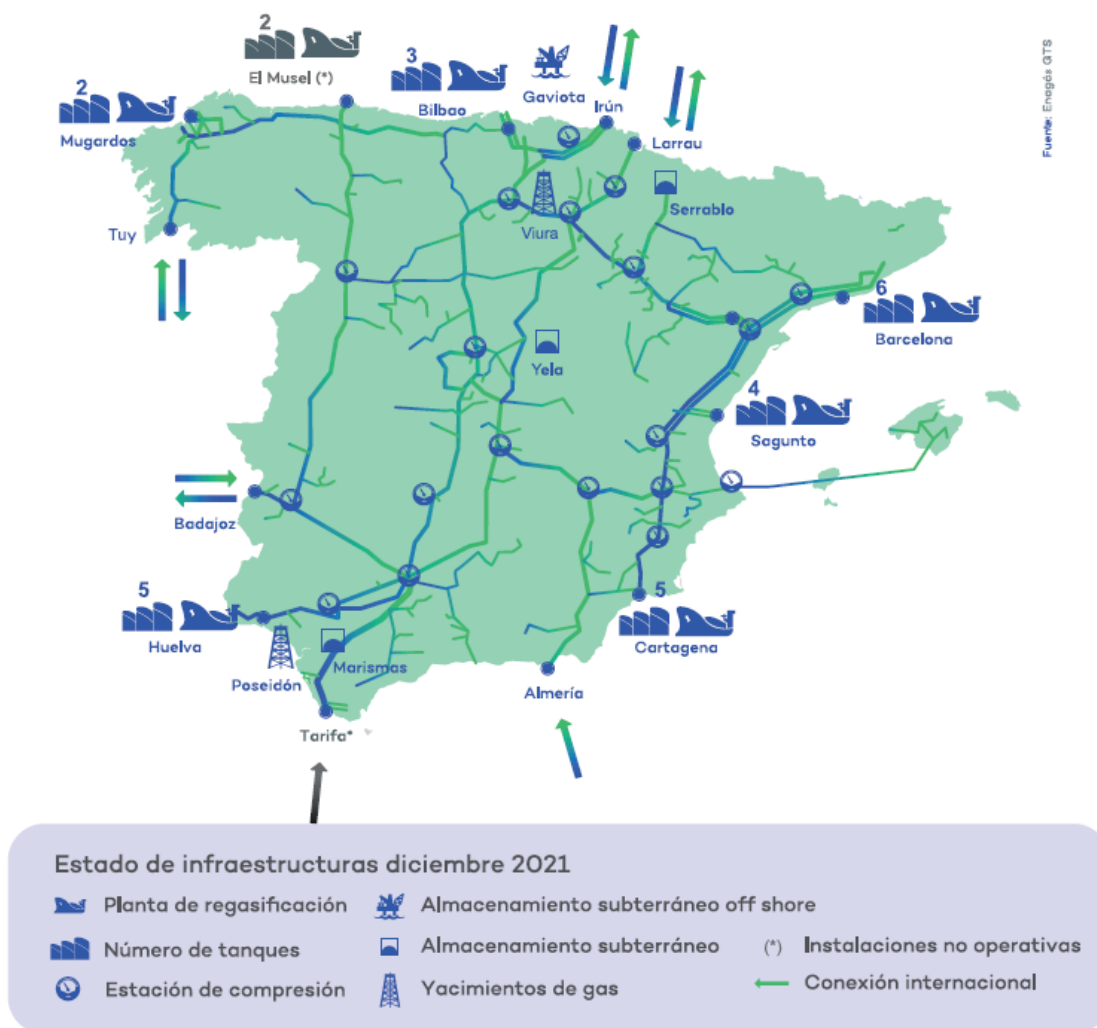 2
El Musel (*)
3
Bilbao
Gaviota
Irún
Larrau
Fuente: Enagás GTS
2
Mugardos
Serrablo
Tuy
Viura
6
Barcelona
Yela
4
Sagunto
Badajoz
5
Huelva
5
Cartagena
Poseidón
Marismas
Almería
Tarifa*
Estado de infraestructuras diciembre 2021
Planta de regasificación
Almacenamiento subterráneo off shore
Número de tanques
Almacenamiento subterráneo
(*) Instalaciones no operativas
Estación de compresión
Yacimientos de gas
Conexión internacional